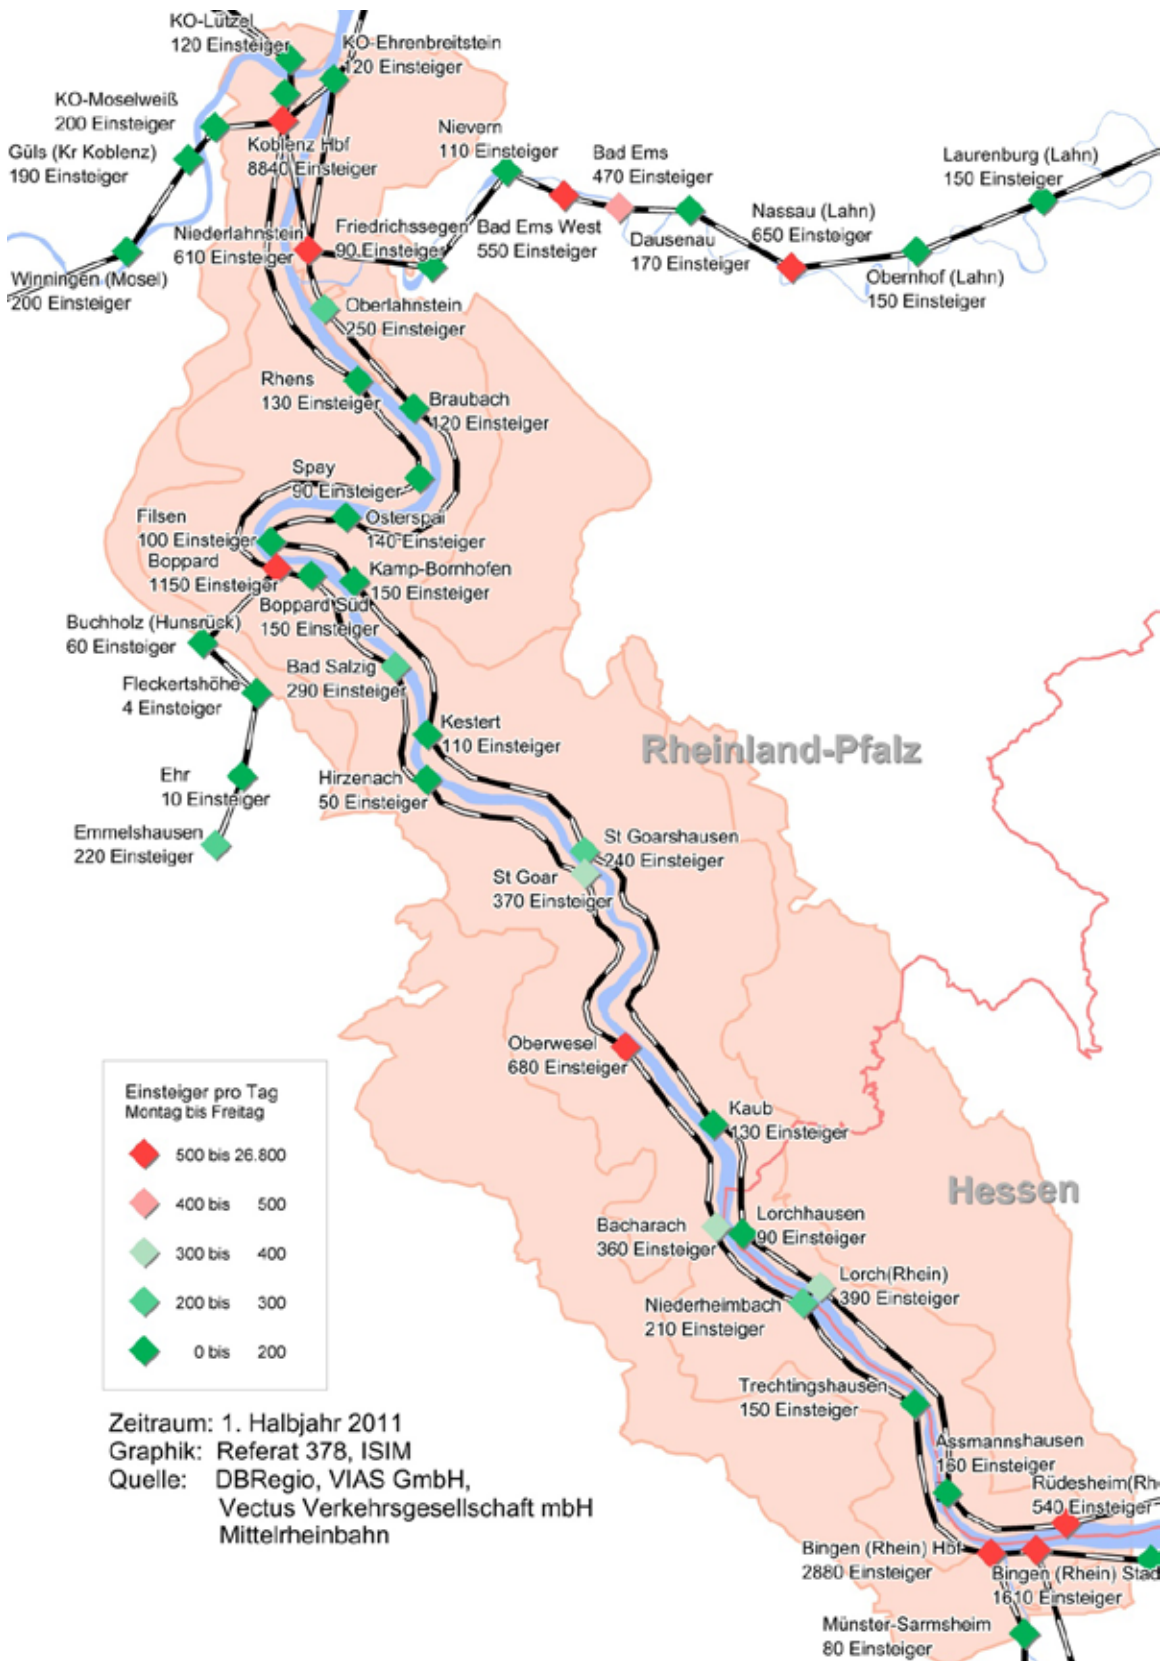 KO-Lützel
120 Einsteiger
KO-Ehrenbreitstein
120 Einsteiger
KO-Moselweiß
200 Einsteiger
Güls (Kr Koblenz)
190 Einsteiger
Koblenz Hbf
8840 Einsteiger
Nievern
110 Einsteiger
Bad Ems
470 Einsteiger
Laurenburg (Lahn)
150 Einsteiger
Niederlahnstein
610 Einsteiger
Friedrichssegen
90 Einsteiger
Bad Ems West
550 Einsteiger
Dausenau
170 Einsteiger
Nassau (Lahn)
650 Einsteiger
Obernhof (Lahn)
150 Einsteiger
Winningen (Mosel)
200 Einsteiger
Oberlahnstein
250 Einsteiger
Rhens
130 Einsteiger
Braubach
120 Einsteiger
Spay
90 Einsteiger
Filsen
100 Einsteiger
Osterspai
140 Einsteiger
Boppard
1150 Einsteiger
Kamp-Bornhofen
150 Einsteiger
Boppard Süd
150 Einsteiger
Buchholz (Hunsrück)
60 Einsteiger
Bad Salzig
290 Einsteiger
Fleckertshöhe
4 Einsteiger
Kestert
110 Einsteiger
Rheinland-Pfalz
Ehr
10 Einsteiger
Hirzenach
50 Einsteiger
Emmelshausen
220 Einsteiger
St Goarshausen
240 Einsteiger
St Goar
370 Einsteiger
Oberwesel
680 Einsteiger
Kaub
130 Einsteiger
Hessen
Bacharach
360 Einsteiger
Lorchhausen
90 Einsteiger
Lorch(Rhein)
390 Einsteiger
Niederheimbach
210 Einsteiger
Trechtingshausen
150 Einsteiger
Assmannshausen
160 Einsteiger
Rüdesheim(Rh
540 Einsteiger
Bingen (Rhein) Hbf
2880 Einsteiger
Bingen (Rhein) Stad
1610 Einsteiger
Münster-Sarmsheim
80 Einsteiger
Einsteiger pro Tag
Montag bis Freitag
500 bis 26.800
400 bis 500
300 bis 400
200 bis 300
0 bis 200
Zeitraum: 1. Halbjahr 2011
Graphik: Referat 378, ISIM
Quelle: DBRegio, VIAS GmbH,
Vectus Verkehrsgesellschaft mbH
Mittelrheinbahn